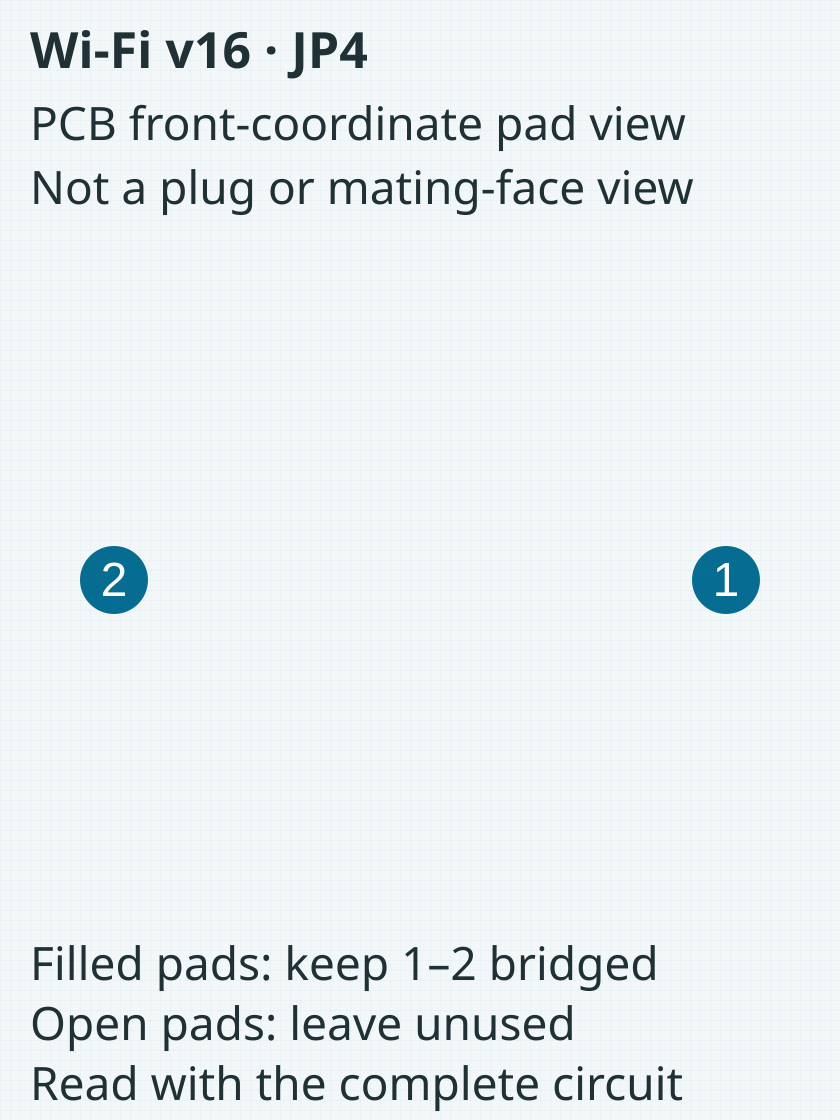 Wi-Fi v16 · JP4
PCB front-coordinate pad view
Not a plug or mating-face view
2 1
Filled pads: keep 1–2 bridged
Open pads: leave unused
Read with the complete circuit